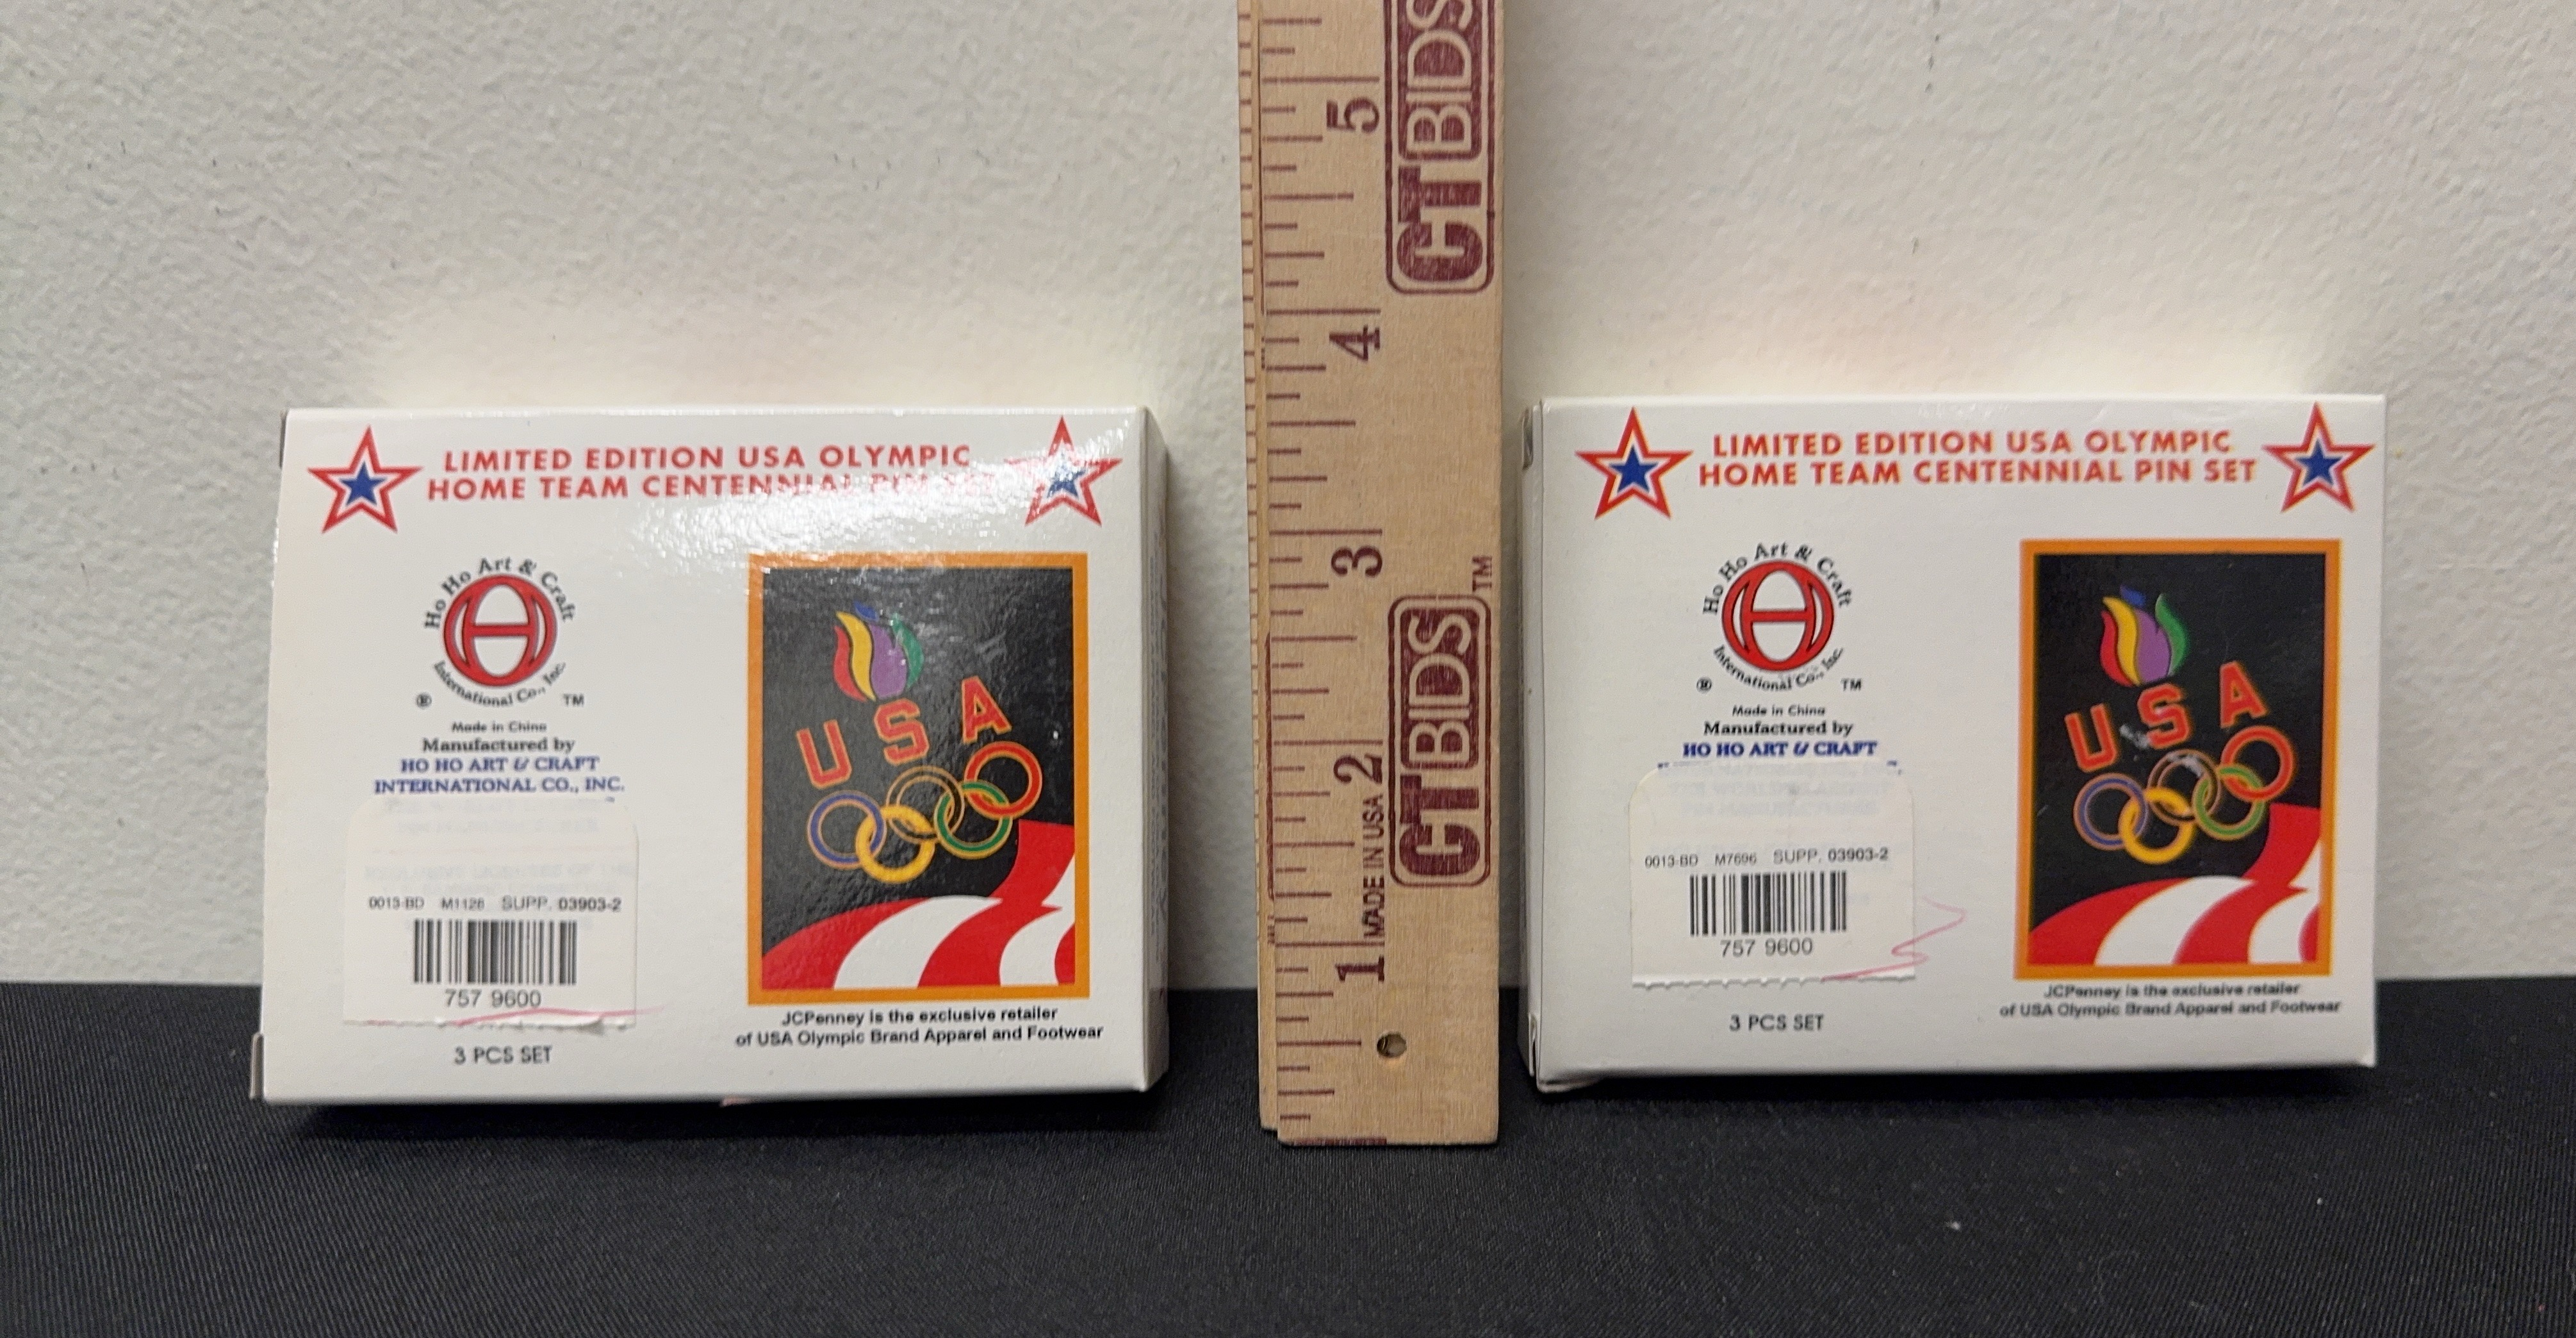 LIMITED EDITION USA OLYMPIC
HOME TEAM CENTENNIAL PIN SET
Ho Ho Art & Craft
International Co., Inc.
® TM
Made in China
Manufactured by
HO HO ART & CRAFT
INTERNATIONAL CO., INC.
0013-BD M1126 SUPP. 03903-2
757 9600
3 PCS SET
USA
JCPenney is the exclusive retailer
of USA Olympic Brand Apparel and Footwear
5
4
3
2
1
MADE IN USA
CTBIDS
CTBIDS TM
LIMITED EDITION USA OLYMPIC
HOME TEAM CENTENNIAL PIN SET
Ho Ho Art & Craft
International Co., Inc.
® TM
Made in China
Manufactured by
HO HO ART & CRAFT
0013-BD M7696 SUPP. 03903-2
757 9600
3 PCS SET
USA
JCPenney is the exclusive retailer
of USA Olympic Brand Apparel and Footwear